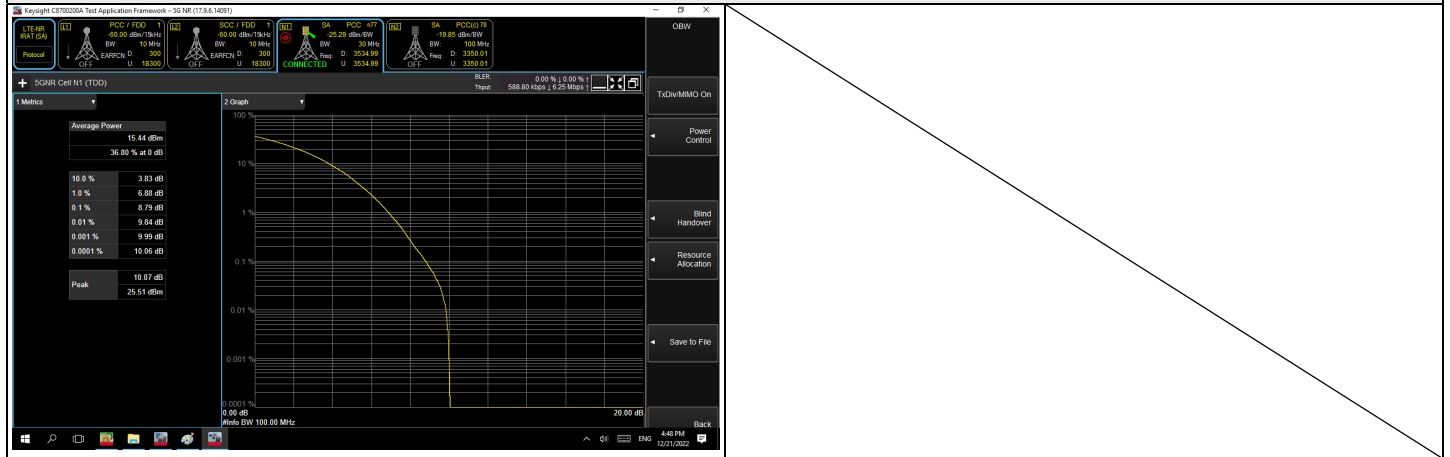 Keysight C8700200A Test Application Framework – 5G NR (17.9.6.14091)
LTE-NR
IRAT (SA)
Protocol
L1 PCC / FDD 1
-60.00 dBm/15kHz
BW: 10 MHz
EARFCN: D: 300
OFF U: 18300
L2 SCC / FDD 1
-60.00 dBm/15kHz
BW: 10 MHz
EARFCN: D: 300
OFF U: 18300
N1 SA PCC n77
-25.29 dBm/BW
BW: 30 MHz
Freq: D: 3534.99
CONNECTED U: 3534.99
N2 SA PCC(c) 78
-19.85 dBm/BW
BW: 100 MHz
Freq: D: 3350.01
OFF U: 3350.01
OBW
5GNR Cell N1 (TDD)
BLER: 0.00 % ↓ 0.00 % ↑
Thput: 588.80 kbps ↓ 6.25 Mbps ↑
TxDiv/MIMO On
Power
Control
Blind
Handover
Resource
Allocation
Save to File
Back
1 Metrics
Average Power
15.44 dBm
36.80 % at 0 dB
10.0 % 3.83 dB
1.0 % 6.88 dB
0.1 % 8.79 dB
0.01 % 9.84 dB
0.001 % 9.99 dB
0.0001 % 10.06 dB
Peak 10.07 dB
25.51 dBm
2 Graph
100 %
10 %
1 %
0.1 %
0.01 %
0.001 %
0.0001 %
0.00 dB 20.00 dB
#Info BW 100.00 MHz
ENG
4:48 PM
12/21/2022